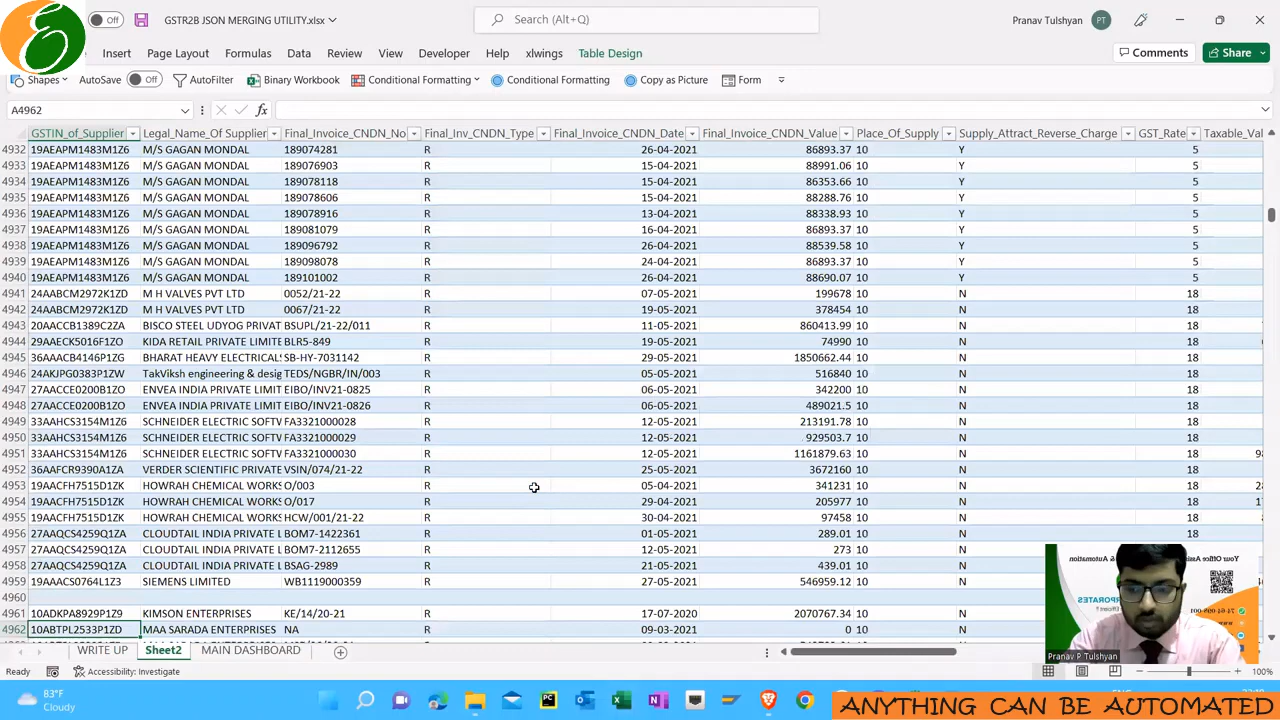 Off GSTR2B JSON MERGING UTILITY.xlsx Search (Alt+Q) Pranav Tulshyan PT
Insert Page Layout Formulas Data Review View Developer Help xlwings Table Design Comments Share
Shapes AutoSave Off AutoFilter Binary Workbook Conditional Formatting Conditional Formatting Copy as Picture Form
A4962 fx
GSTIN_of_Supplier Legal_Name_Of Supplier Final_Invoice_CNDN_No Final_Inv_CNDN_Type Final_Invoice_CNDN_Date Final_Invoice_CNDN_Value Place_Of_Supply Supply_Attract_Reverse_Charge GST_Rate Taxable_Val
4932 19AEAPM1483M1Z6 M/S GAGAN MONDAL 189074281 R 26-04-2021 86893.37 10 Y 5
4933 19AEAPM1483M1Z6 M/S GAGAN MONDAL 189076903 R 15-04-2021 88991.06 10 Y 5
4934 19AEAPM1483M1Z6 M/S GAGAN MONDAL 189078118 R 15-04-2021 86353.66 10 Y 5
4935 19AEAPM1483M1Z6 M/S GAGAN MONDAL 189078606 R 15-04-2021 88288.76 10 Y 5
4936 19AEAPM1483M1Z6 M/S GAGAN MONDAL 189078916 R 13-04-2021 88338.93 10 Y 5
4937 19AEAPM1483M1Z6 M/S GAGAN MONDAL 189081079 R 16-04-2021 86893.37 10 Y 5
4938 19AEAPM1483M1Z6 M/S GAGAN MONDAL 189096792 R 26-04-2021 88539.58 10 Y 5
4939 19AEAPM1483M1Z6 M/S GAGAN MONDAL 189098078 R 24-04-2021 86893.37 10 Y 5
4940 19AEAPM1483M1Z6 M/S GAGAN MONDAL 189101002 R 26-04-2021 88690.07 10 Y 5
4941 24AABCM2972K1ZD M H VALVES PVT LTD 0052/21-22 R 07-05-2021 199678 10 N 18
4942 24AABCM2972K1ZD M H VALVES PVT LTD 0067/21-22 R 19-05-2021 378454 10 N 18
4943 20AACCB1389C2ZA BISCO STEEL UDYOG PRIVAT BSUPL/21-22/011 R 11-05-2021 860413.99 10 N 18
4944 29AAECK5016F1ZO KIDA RETAIL PRIVATE LIMITE BLR5-849 R 19-05-2021 74990 10 N 18
4945 36AAACB4146P1ZG BHARAT HEAVY ELECTRICALS SB-HY-7031142 R 29-05-2021 1850662.44 10 N 18
4946 24AKJPG0383P1ZW TakViksh engineering & desig TEDS/NGBR/IN/003 R 05-05-2021 516840 10 N 18
4947 27AACCE0200B1ZO ENVEA INDIA PRIVATE LIMIT EIBO/INV21-0825 R 06-05-2021 342200 10 N 18
4948 27AACCE0200B1ZO ENVEA INDIA PRIVATE LIMIT EIBO/INV21-0826 R 06-05-2021 489021.5 10 N 18
4949 33AAHCS3154M1Z6 SCHNEIDER ELECTRIC SOFTV FA3321000028 R 12-05-2021 213191.78 10 N 18
4950 33AAHCS3154M1Z6 SCHNEIDER ELECTRIC SOFTV FA3321000029 R 12-05-2021 929503.7 10 N 18
4951 33AAHCS3154M1Z6 SCHNEIDER ELECTRIC SOFTV FA3321000030 R 12-05-2021 1161879.63 10 N 18 98
4952 36AAFCR9390A1ZA VERDER SCIENTIFIC PRIVATE VSIN/074/21-22 R 25-05-2021 3672160 10 N 18
4953 19AACFH7515D1ZK HOWRAH CHEMICAL WORKS O/003 R 05-04-2021 341231 10 N 18 28
4954 19AACFH7515D1ZK HOWRAH CHEMICAL WORKS O/017 R 29-04-2021 205977 10 N 18 17
4955 19AACFH7515D1ZK HOWRAH CHEMICAL WORKS HCW/001/21-22 R 30-04-2021 97458 10 N 18
4956 27AAQCS4259Q1ZA CLOUDTAIL INDIA PRIVATE L BOM7-1422361 R 01-05-2021 289.01 10 N 18
4957 27AAQCS4259Q1ZA CLOUDTAIL INDIA PRIVATE L BOM7-2112655 R 12-05-2021 273 10 N
4958 27AAQCS4259Q1ZA CLOUDTAIL INDIA PRIVATE L BSAG-2989 R 21-05-2021 439.01 10 N
4959 19AAACS0764L1Z3 SIEMENS LIMITED WB1119000359 R 27-05-2021 546959.12 10 N
4960
4961 10ADKPA8929P1Z9 KIMSON ENTERPRISES KE/14/20-21 R 17-07-2020 2070767.34 10 N
4962 10ABTPL2533P1ZD MAA SARADA ENTERPRISES NA R 09-03-2021 0 10 N
Your Office Assi & Automation
CORPORATES
Pranav P Tulshyan
WRITE UP Sheet2 MAIN DASHBOARD
Ready Accessibility: Investigate 100%
83°F
Cloudy
ANYTHING CAN BE AUTOMATED